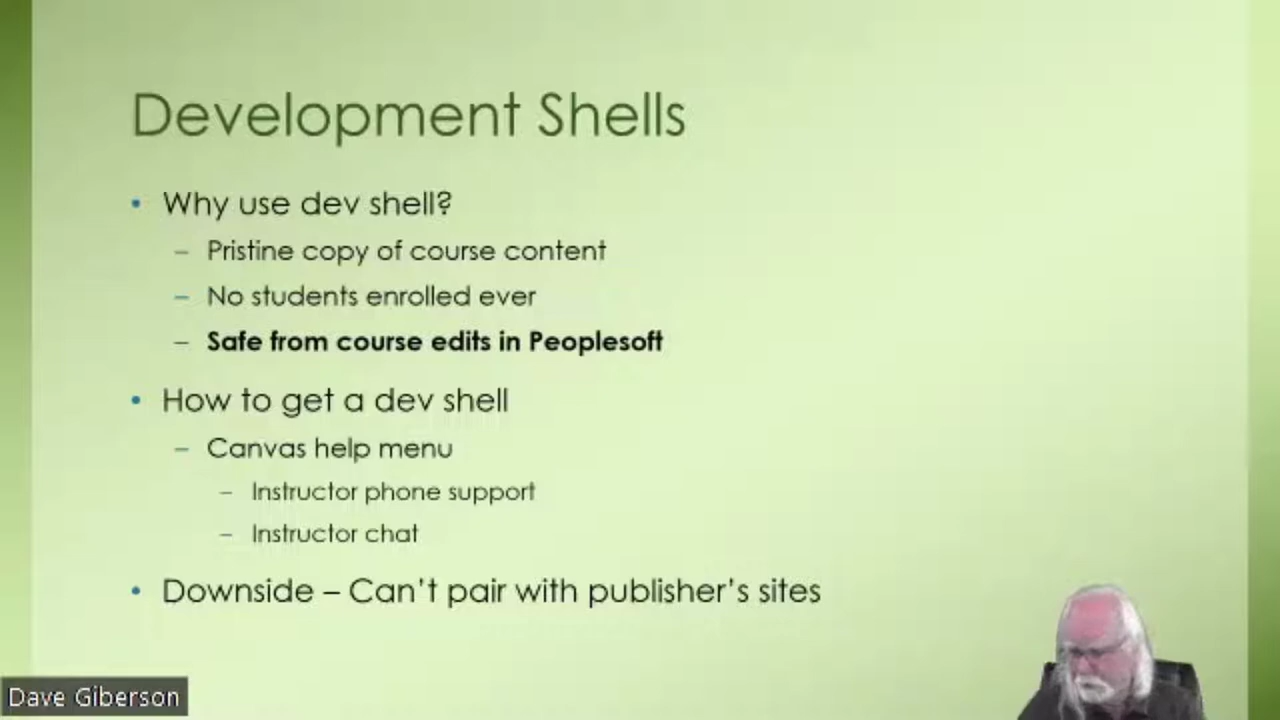 Development Shells
• Why use dev shell?
– Pristine copy of course content
– No students enrolled ever
– Safe from course edits in Peoplesoft
• How to get a dev shell
– Canvas help menu
– Instructor phone support
– Instructor chat
• Downside – Can't pair with publisher's sites
Dave Giberson